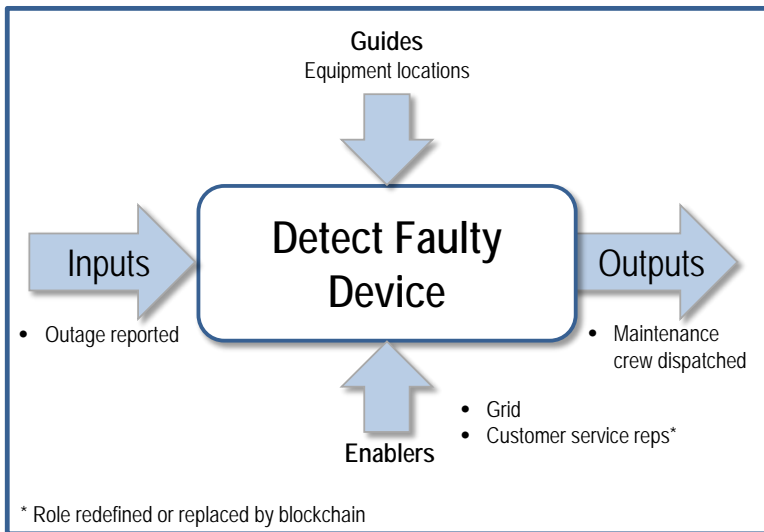 Guides
Equipment locations
Detect Faulty
Device
Inputs
Outputs
• Outage reported
• Maintenance
crew dispatched
• Grid
• Customer service reps*
Enablers
* Role redefined or replaced by blockchain